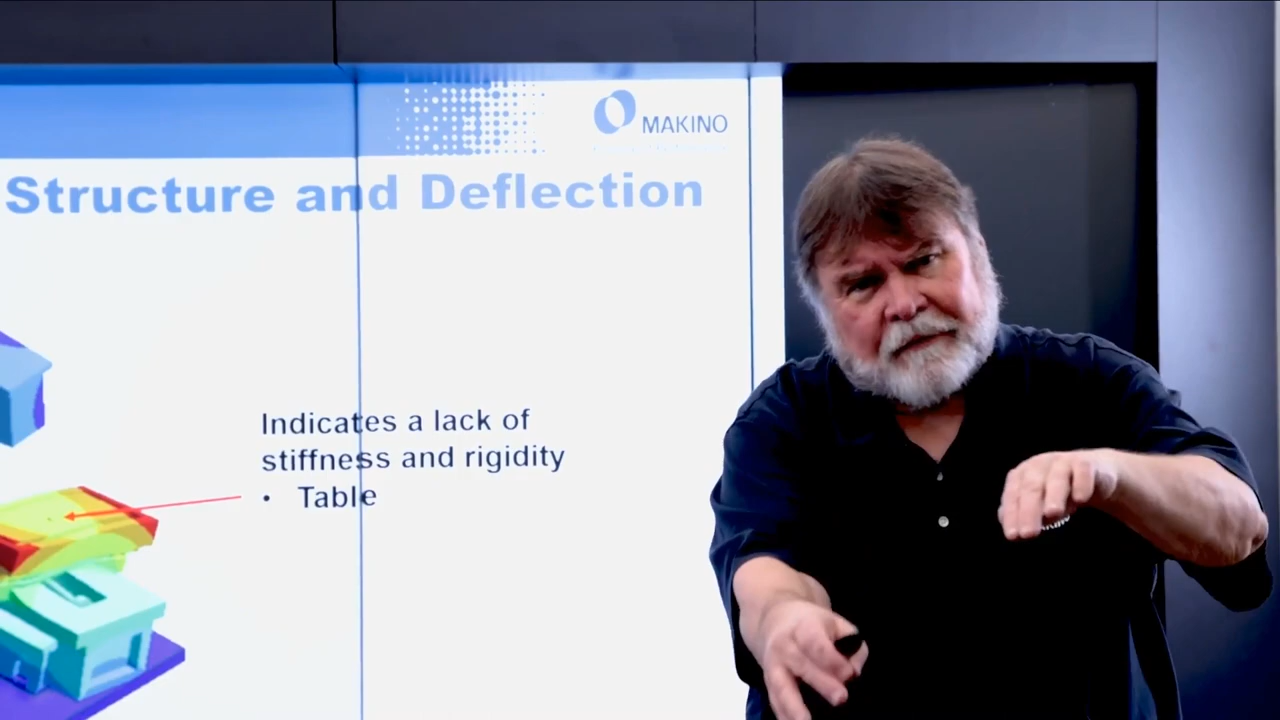 MAKINO
Structure and Deflection
Indicates a lack of
stiffness and rigidity
• Table